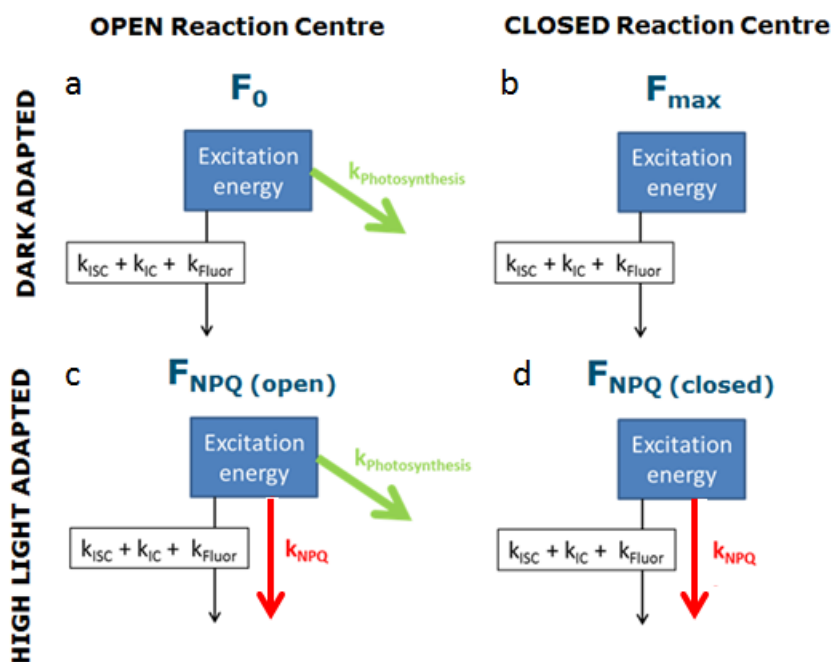 OPEN Reaction Centre
CLOSED Reaction Centre
DARK ADAPTED
a
F0
Excitation
energy
kPhotosynthesis
kISC + kIC + kFluor
b
Fmax
Excitation
energy
kISC + kIC + kFluor
HIGH LIGHT ADAPTED
c
FNPQ (open)
Excitation
energy
kPhotosynthesis
kISC + kIC + kFluor
kNPQ
d
FNPQ (closed)
Excitation
energy
kISC + kIC + kFluor
kNPQ